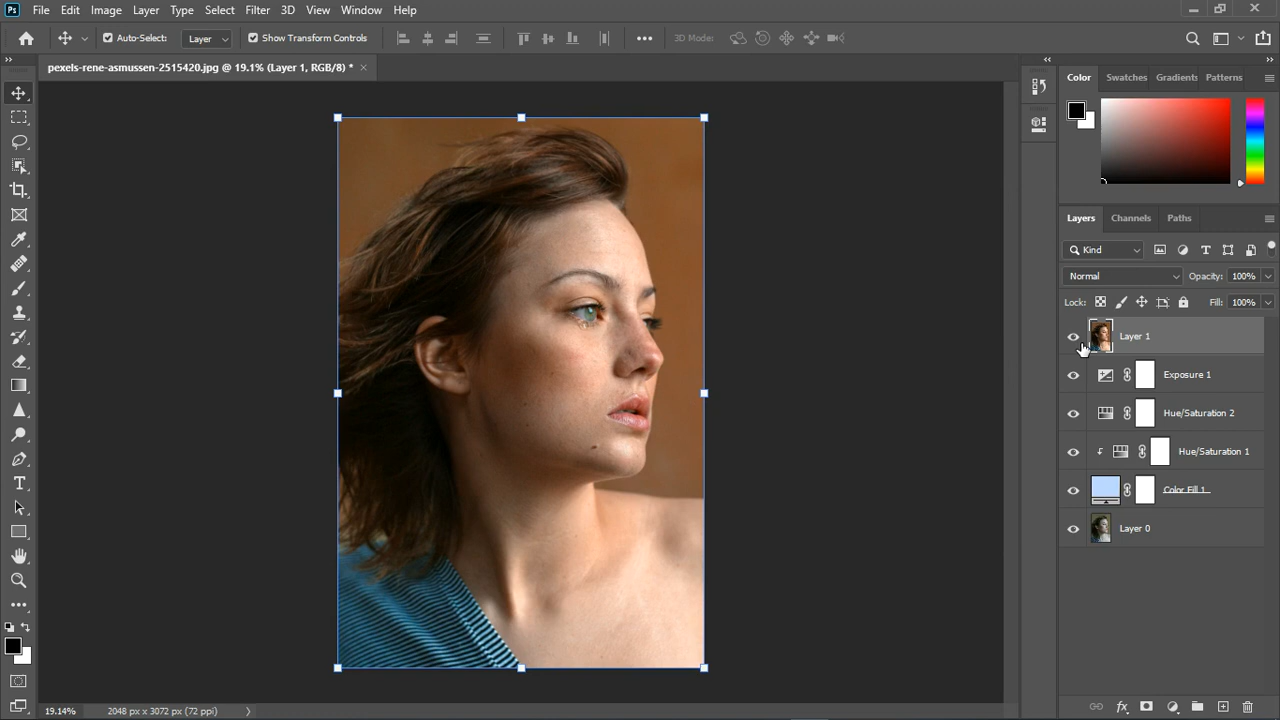 Ps File Edit Image Layer Type Select Filter 3D View Window Help
Auto-Select: Layer Show Transform Controls 3D Mode:
pexels-rene-asmussen-2515420.jpg @ 19.1% (Layer 1, RGB/8) *
Color Swatches Gradients Patterns
Layers Channels Paths
Kind
Normal Opacity: 100%
Lock: Fill: 100%
Layer 1
Exposure 1
Hue/Saturation 2
Hue/Saturation 1
Color Fill 1
Layer 0
19.14% 2048 px x 3072 px (72 ppi)